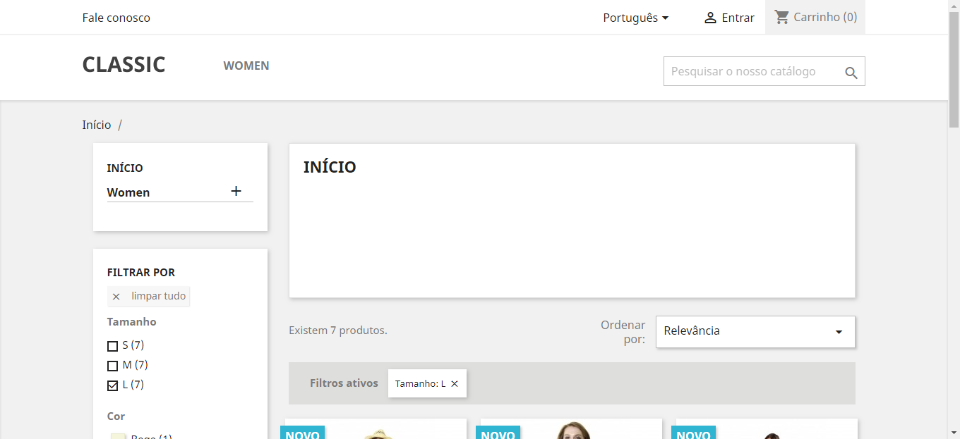 Fale conosco
Português
Entrar
Carrinho (0)
CLASSIC
WOMEN
Pesquisar o nosso catálogo
Início /
INÍCIO
Women
INÍCIO
FILTRAR POR
limpar tudo
Tamanho
S (7)
M (7)
L (7)
Cor
Bege (1)
Existem 7 produtos.
Ordenar
por:
Relevância
Filtros ativos
Tamanho: L
NOVO
NOVO
NOVO